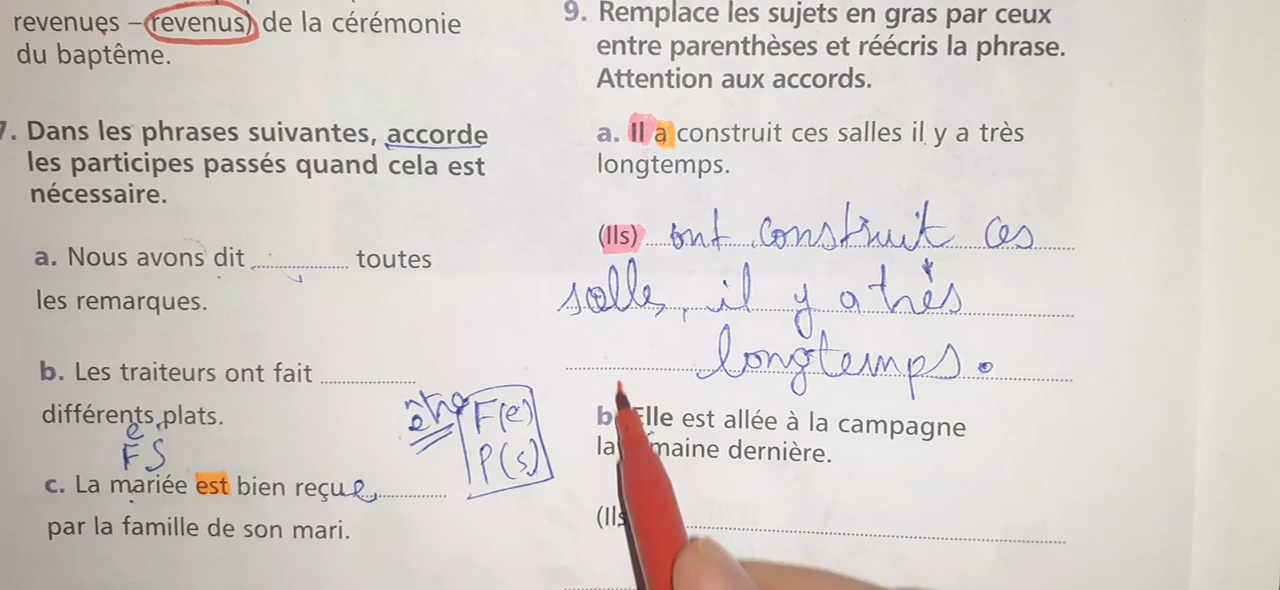 revenues – revenus) de la cérémonie
du baptême.
7. Dans les phrases suivantes, accorde
les participes passés quand cela est
nécessaire.
a. Nous avons dit ............ toutes
les remarques.
b. Les traiteurs ont fait ............
différents plats.
e
FS
c. La mariée est bien reçue ............
par la famille de son mari.
être
F(e)
P(s)
9. Remplace les sujets en gras par ceux
entre parenthèses et réécris la phrase.
Attention aux accords.
a. Il a construit ces salles il y a très
longtemps.
(Ils) ont construit ces
salles, il y a très
longtemps.
b. Elle est allée à la campagne
la maine dernière.
(Ils